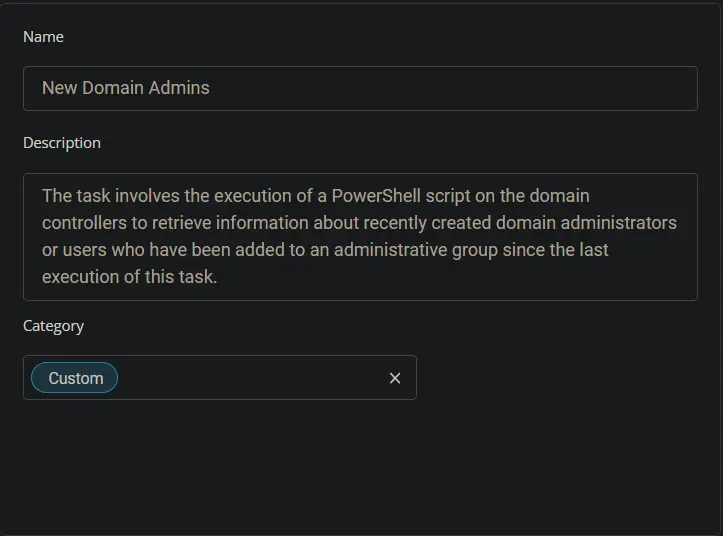 Name
New Domain Admins
Description
The task involves the execution of a PowerShell script on the domain
controllers to retrieve information about recently created domain administrators
or users who have been added to an administrative group since the last
execution of this task.
Category
Custom